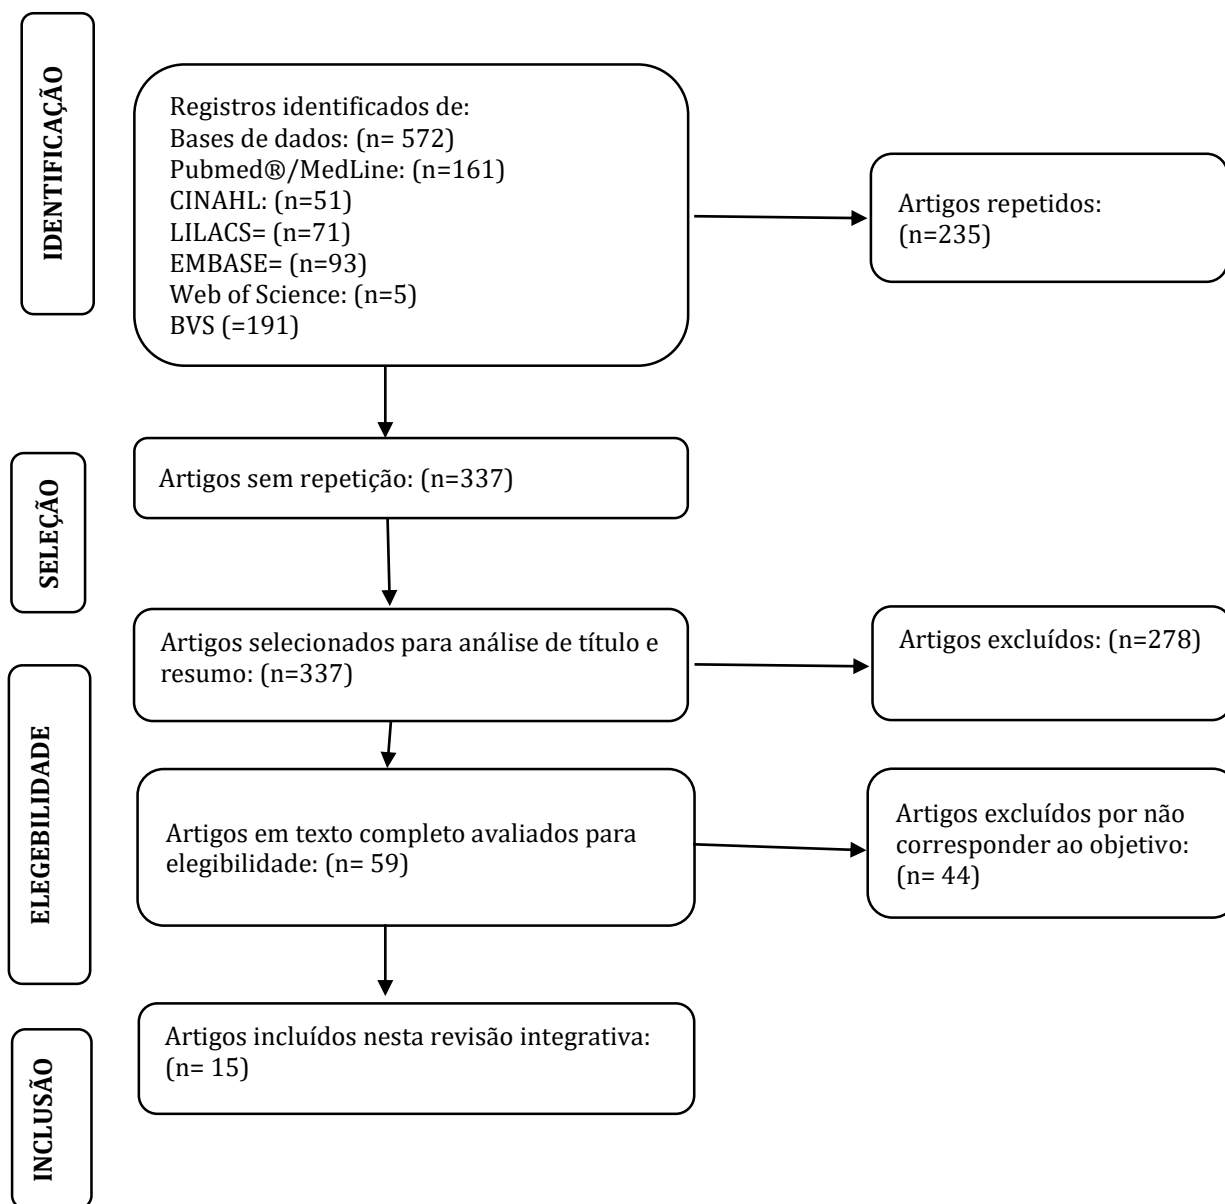 IDENTIFICAÇÃO
Registros identificados de:
Bases de dados: (n= 572)
Pubmed®/MedLine: (n=161)
CINAHL: (n=51)
LILACS= (n=71)
EMBASE= (n=93)
Web of Science: (n=5)
BVS (=191)
Artigos repetidos:
(n=235)
SELEÇÃO
Artigos sem repetição: (n=337)
Artigos selecionados para análise de título e
resumo: (n=337)
Artigos excluídos: (n=278)
ELEGEBILIDADE
Artigos em texto completo avaliados para
elegibilidade: (n= 59)
Artigos excluídos por não
corresponder ao objetivo:
(n= 44)
INCLUSÃO
Artigos incluídos nesta revisão integrativa:
(n= 15)